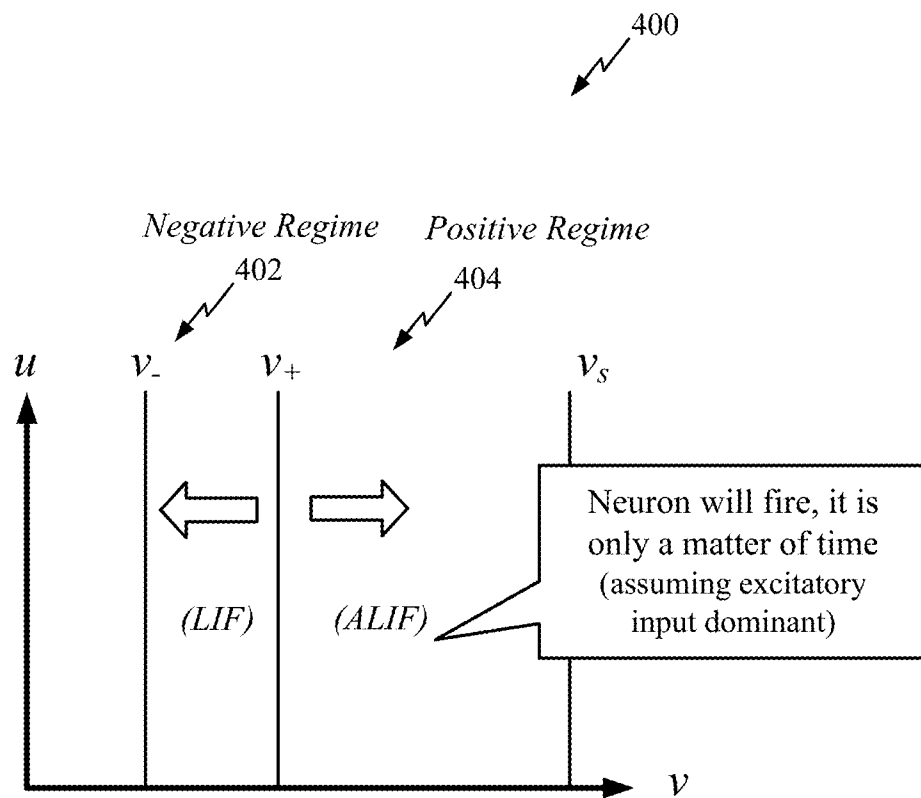 400
Negative Regime
Positive Regime
402
404
u
v-
v+
vs
Neuron will fire, it is
only a matter of time
(assuming excitatory
input dominant)
(LIF)
(ALIF)
v